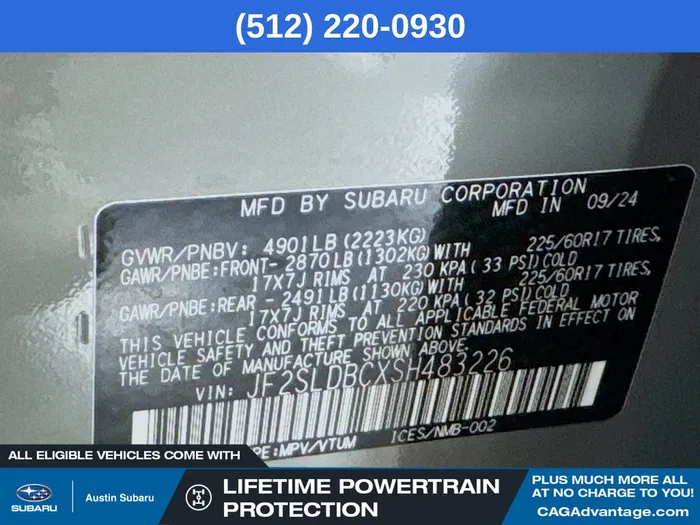 (512) 220-0930
MFD BY SUBARU CORPORATION
MFD IN 09/24
GVWR/PNBV: 4901LB(2223KG)
GAWR/PNBE:FRONT- 2870LB(1302KG)WITH 225/60R17 TIRES,
17x7J RIMS AT 230 KPA(33 PSI)COLD
GAWR/PNBE:REAR - 2491LB(1130KG)WITH 225/60R17 TIRES,
17x7J RIMS AT 220 KPA(32 PSI)COLD
THIS VEHICLE CONFORMS TO ALL APPLICABLE FEDERAL MOTOR
VEHICLE SAFETY AND THEFT PREVENTION STANDARDS IN EFFECT ON
THE DATE OF MANUFACTURE SHOWN ABOVE.
VIN: JF2SLDBCXSH483226
PE:MPV/VTUM ICES/NMB-002
ALL ELIGIBLE VEHICLES COME WITH
SUBARU
Austin Subaru
LIFETIME POWERTRAIN
PROTECTION
PLUS MUCH MORE ALL
AT NO CHARGE TO YOU!
CAGAdvantage.com